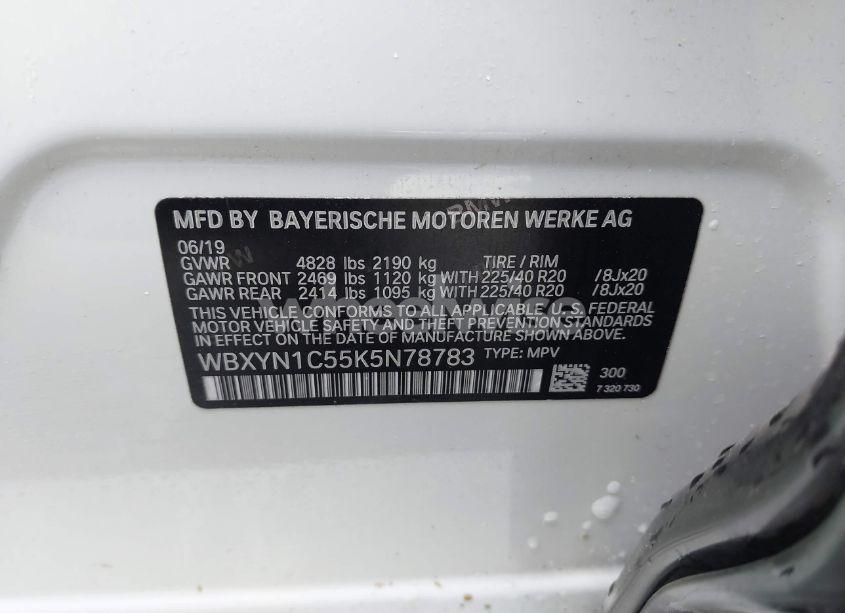 MFD BY BAYERISCHE MOTOREN WERKE AG
06/19
GVWR 4828 lbs 2190 kg TIRE / RIM
GAWR FRONT 2469 lbs 1120 kg WITH 225/40 R20 /8Jx20
GAWR REAR 2414 lbs 1095 kg WITH 225/40 R20 /8Jx20
THIS VEHICLE CONFORMS TO ALL APPLICABLE U.S. FEDERAL
MOTOR VEHICLE SAFETY AND THEFT PREVENTION STANDARDS
IN EFFECT ON THE DATE OF MANUFACTURE SHOWN ABOVE.
WBXYN1C55K5N78783 TYPE: MPV
300
7 320 730